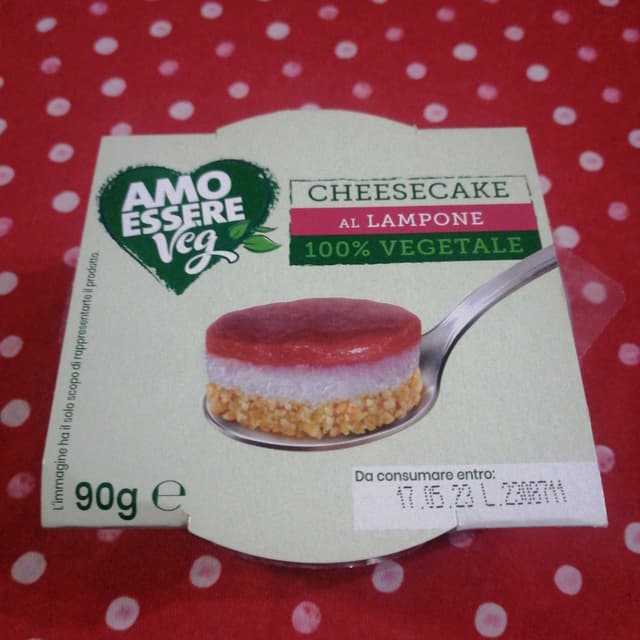 AMO
ESSERE
Veg
CHEESECAKE
AL LAMPONE
100% VEGETALE
L'immagine ha il solo scopo di rappresentare il prodotto.
90g ℮
Da consumare entro:
17.05.23 L.2308711